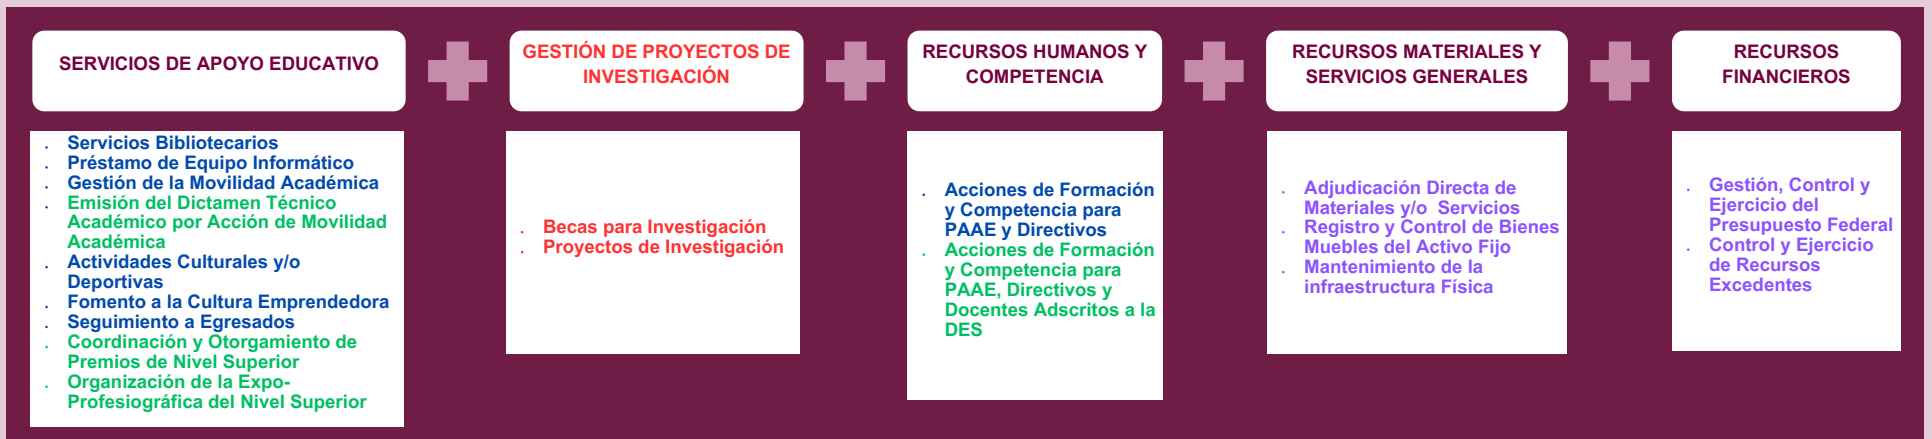 SERVICIOS DE APOYO EDUCATIVO
GESTIÓN DE PROYECTOS DE
INVESTIGACIÓN
RECURSOS HUMANOS Y
COMPETENCIA
RECURSOS MATERIALES Y
SERVICIOS GENERALES
RECURSOS
FINANCIEROS
. Servicios Bibliotecarios
. Préstamo de Equipo Informático
. Gestión de la Movilidad Académica
. Emisión del Dictamen Técnico
Académico por Acción de Movilidad
Académica
. Actividades Culturales y/o
Deportivas
. Fomento a la Cultura Emprendedora
. Seguimiento a Egresados
. Coordinación y Otorgamiento de
Premios de Nivel Superior
. Organización de la Expo-
Profesiográfica del Nivel Superior
. Becas para Investigación
. Proyectos de Investigación
. Acciones de Formación
y Competencia para
PAAE y Directivos
. Acciones de Formación
y Competencia para
PAAE, Directivos y
Docentes Adscritos a la
DES
. Adjudicación Directa de
Materiales y/o Servicios
. Registro y Control de Bienes
Muebles del Activo Fijo
. Mantenimiento de la
infraestructura Física
. Gestión, Control y
Ejercicio del
Presupuesto Federal
. Control y Ejercicio
de Recursos
Excedentes